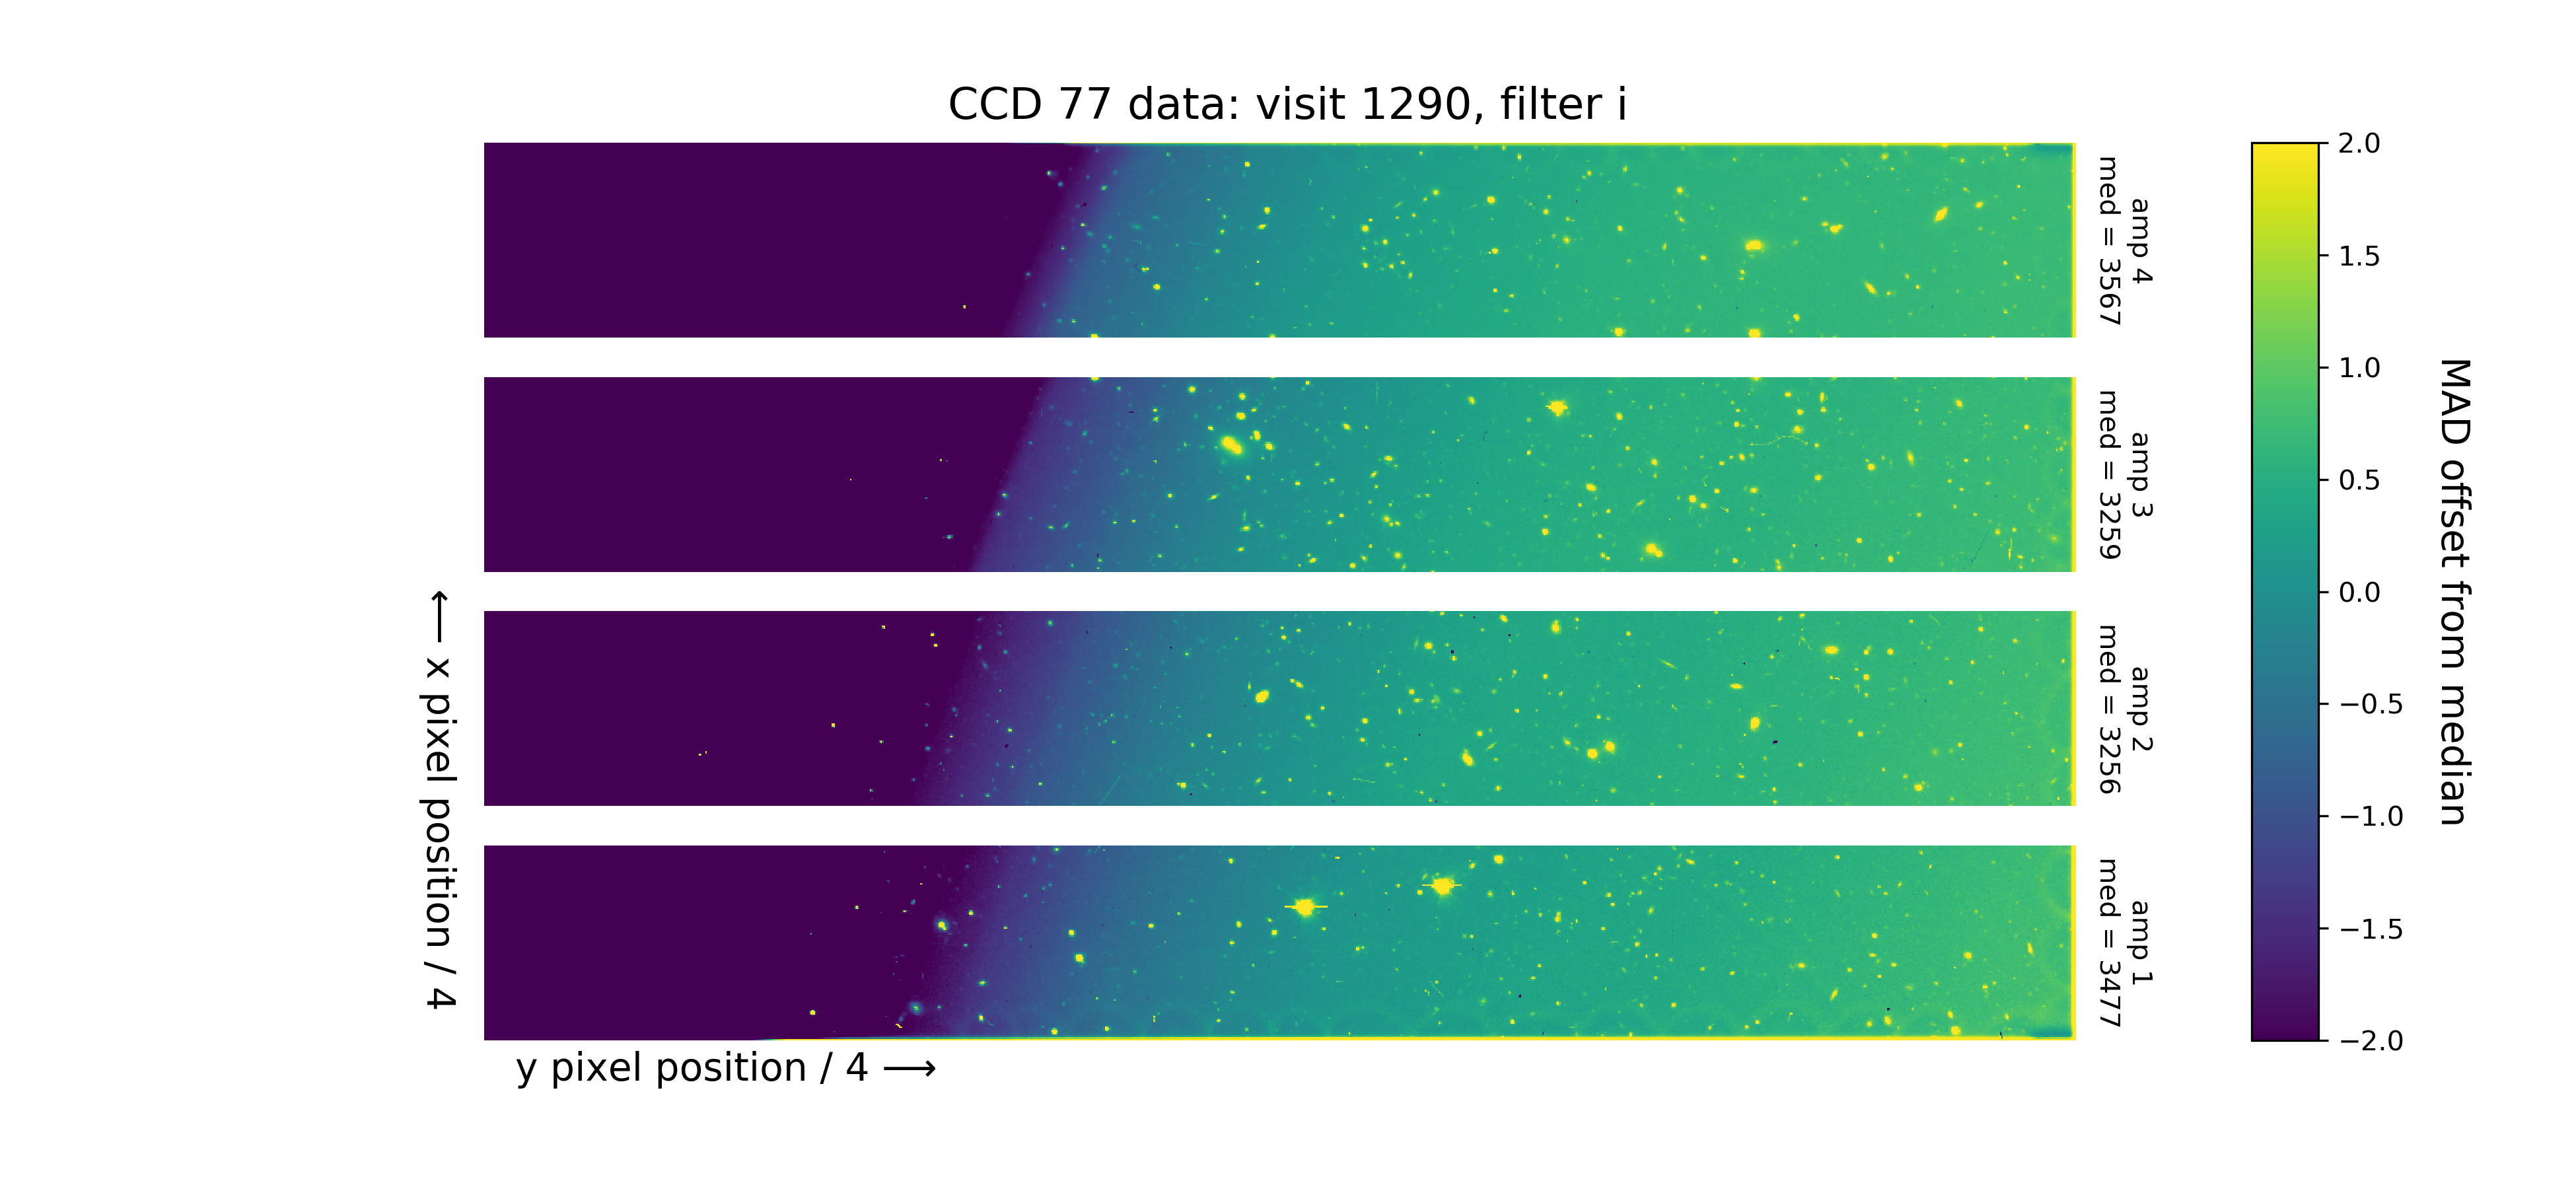 CCD 77 data: visit 1290, filter i
amp 4
med = 3567
amp 3
med = 3259
amp 2
med = 3256
amp 1
med = 3477
⟵ x pixel position / 4
y pixel position / 4 ⟶
2.0
1.5
1.0
0.5
0.0
−0.5
−1.0
−1.5
−2.0
MAD offset from median